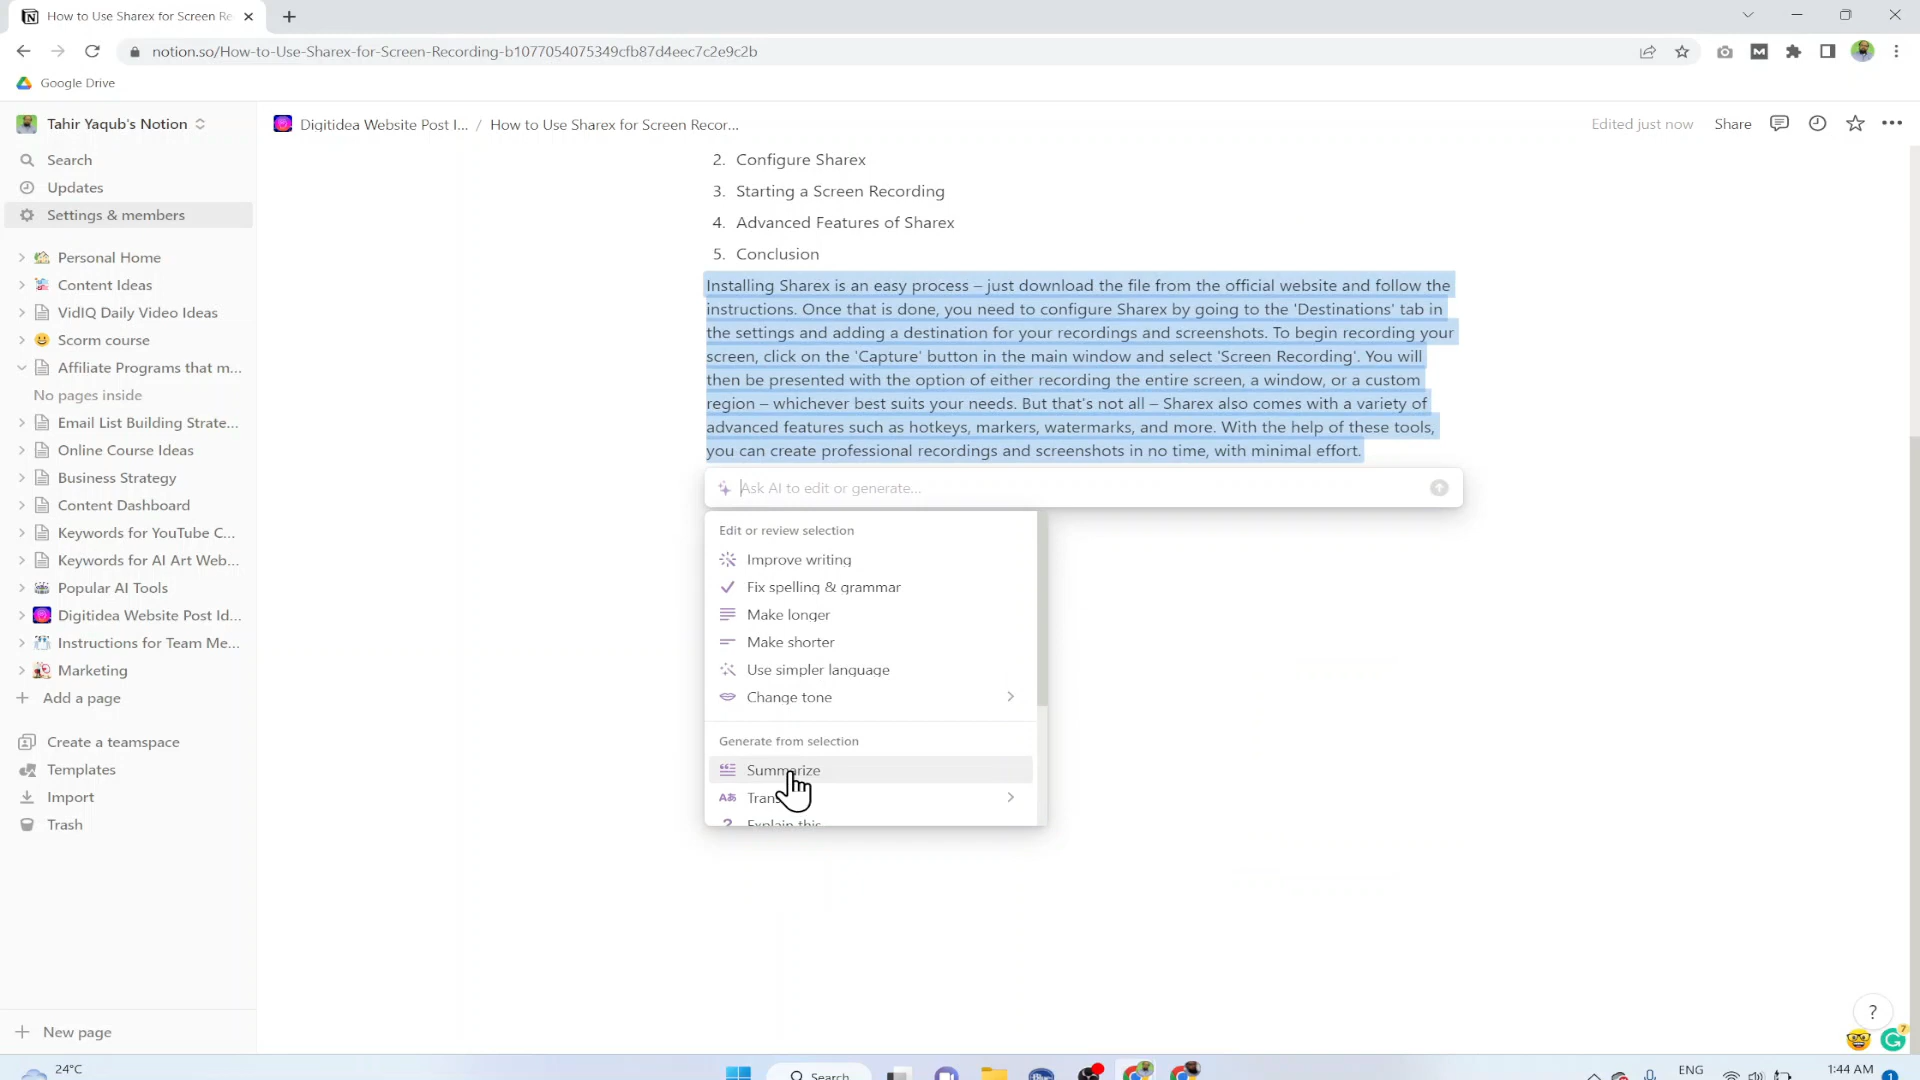 How to Use Sharex for Screen Re
notion.so/How-to-Use-Sharex-for-Screen-Recording-b1077054075349cfb87d4eec7c2e9c2b
Google Drive
Tahir Yaqub's Notion
Digitidea Website Post I... / How to Use Sharex for Screen Recor...
Edited just now
Share
Search
Updates
Settings & members
Personal Home
Content Ideas
VidIQ Daily Video Ideas
Scorm course
Affiliate Programs that m...
No pages inside
Email List Building Strate...
Online Course Ideas
Business Strategy
Content Dashboard
Keywords for YouTube C...
Keywords for AI Art Web...
Popular AI Tools
Digitidea Website Post Id...
Instructions for Team Me...
Marketing
Add a page
Create a teamspace
Templates
Import
Trash
New page
2. Configure Sharex
3. Starting a Screen Recording
4. Advanced Features of Sharex
5. Conclusion
Installing Sharex is an easy process – just download the file from the official website and follow the
instructions. Once that is done, you need to configure Sharex by going to the 'Destinations' tab in
the settings and adding a destination for your recordings and screenshots. To begin recording your
screen, click on the 'Capture' button in the main window and select 'Screen Recording'. You will
then be presented with the option of either recording the entire screen, a window, or a custom
region – whichever best suits your needs. But that's not all – Sharex also comes with a variety of
advanced features such as hotkeys, markers, watermarks, and more. With the help of these tools,
you can create professional recordings and screenshots in no time, with minimal effort.
Ask AI to edit or generate...
Edit or review selection
Improve writing
Fix spelling & grammar
Make longer
Make shorter
Use simpler language
Change tone
Generate from selection
Summarize
Trans
Explain this
?
7
24°C
Search
ENG
1:44 AM
1